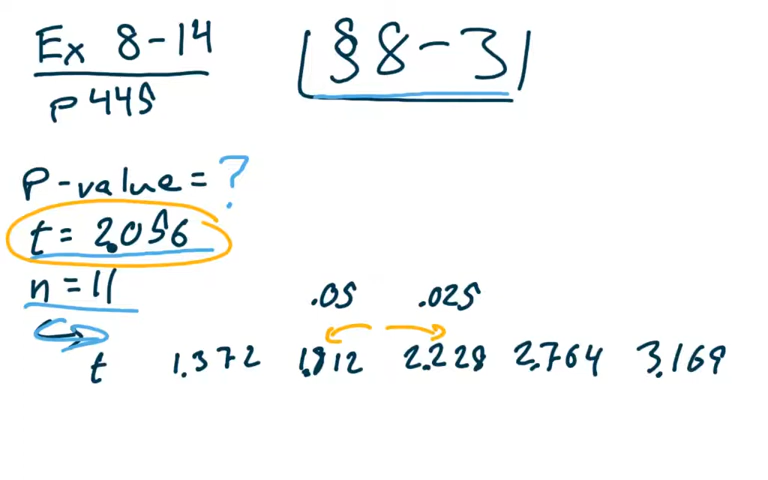 Ex 8-14 |§8-3|
p445
P-value = ?
t = 2.056
n = 11
.05 .025
t 1.372 1.812 2.228 2.764 3.169